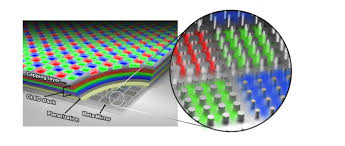 Capping layer
OLED stack
Planarization
Meta Mirror